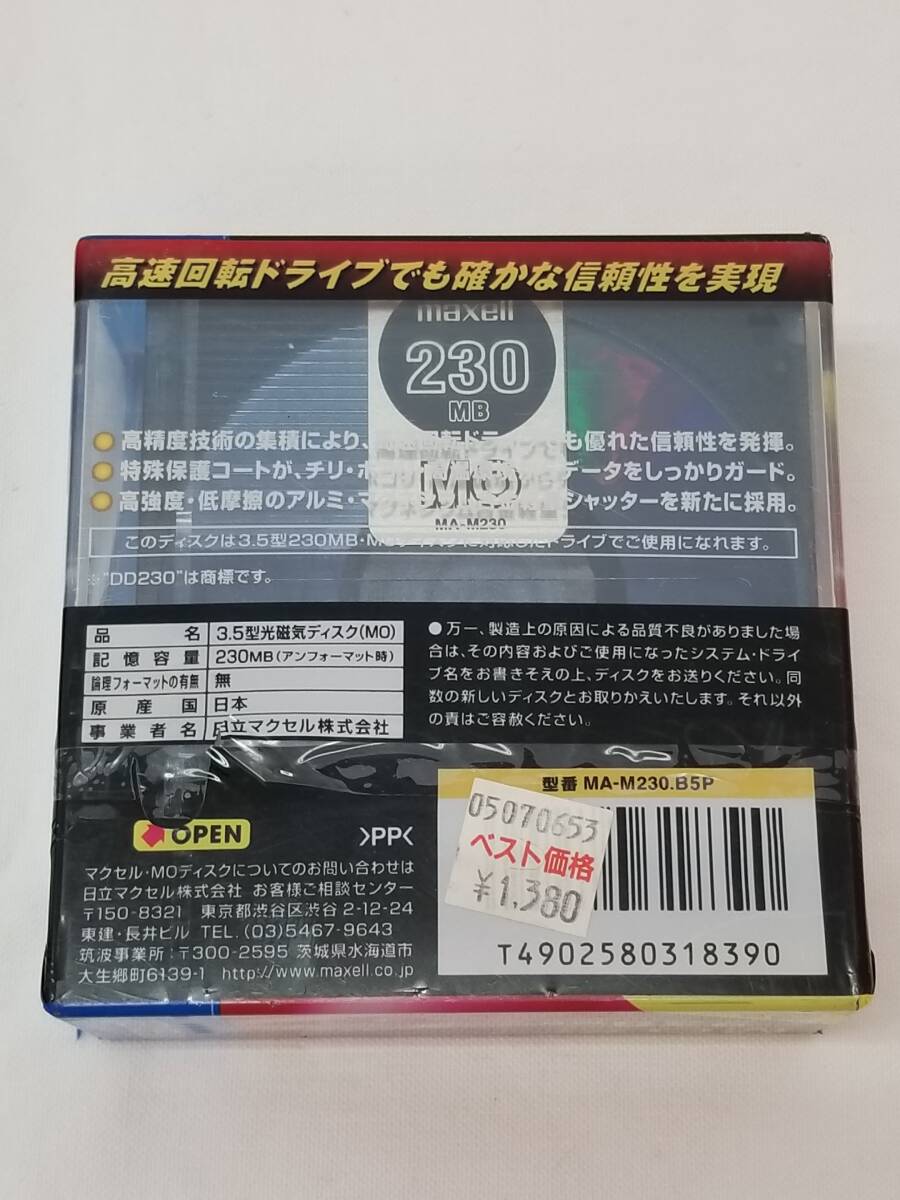 高速回転ドライブでも確かな信頼性を実現
maxell
230
MB
●高精度技術の集積により、
も優れた信頼性を発揮。
●特殊保護コートが、チリ・ホ
データをしっかりガード。
●高強度・低摩擦のアルミ・マ
シャッターを新たに採用。
MO
MA-M230
このディスクは3.5型230MB・MOディスクに対応したドライブでご使用になれます。
※"DD230"は商標です。
品名 3.5型光磁気ディスク(MO)
記憶容量 230MB(アンフォーマット時)
論理フォーマットの有無 無
原産国 日本
事業者名 日立マクセル株式会社
●万一、製造上の原因による品質不良がありました場
合は、その内容およびご使用になったシステム・ドライ
ブ名をお書きそえの上、ディスクをお送りください。同
数の新しいディスクとお取りかえいたします。それ以外
の責はご容赦ください。
OPEN
>PP<
マクセル・MOディスクについてのお問い合わせは
日立マクセル株式会社 お客様ご相談センター
〒150-8321 東京都渋谷区渋谷2-12-24
東建・長井ビル TEL.(03)5467-9643
筑波事業所:〒300-2595 茨城県水海道市
大生郷町6139-1 http://www.maxell.co.jp
型番 MA-M230.B5P
05070653
ベスト価格
¥1,380
T4902580318390